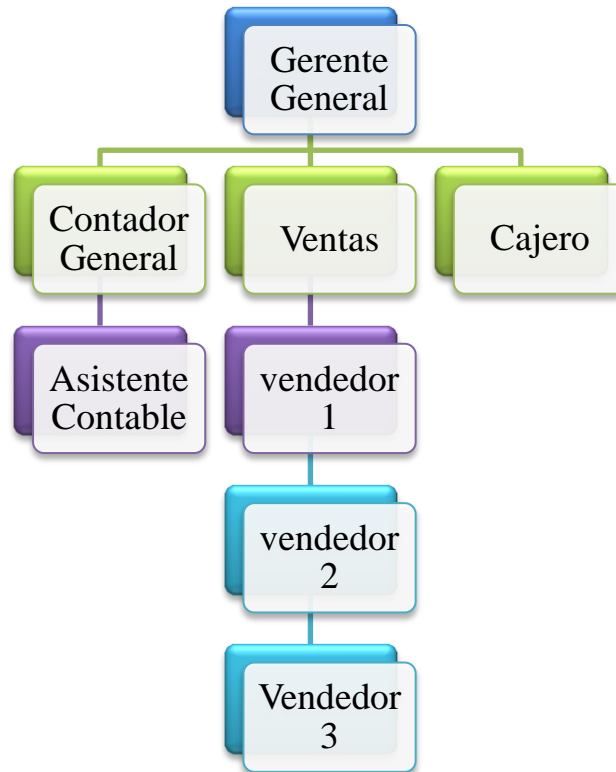 Gerente
General
Contador
General
Ventas
Cajero
Asistente
Contable
vendedor
1
vendedor
2
Vendedor
3